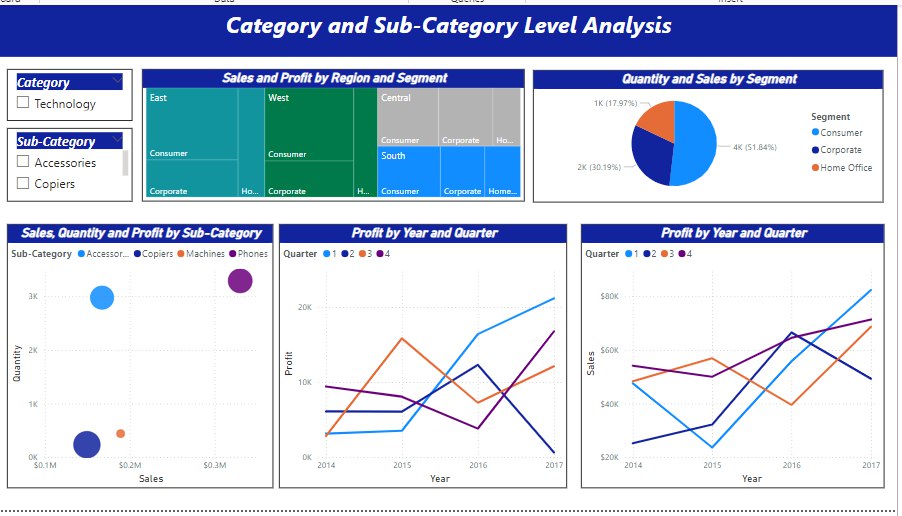 Category and Sub-Category Level Analysis
Category
Technology
Sub-Category
Accessories
Copiers
Sales and Profit by Region and Segment
East
Consumer
Corporate
Ho...
West
Consumer
Corporate
H...
Central
Consumer
Corporate
Ho...
South
Consumer
Corporate
Home...
Quantity and Sales by Segment
1K (17.97%)
2K (30.19%)
4K (51.84%)
Segment
Consumer
Corporate
Home Office
Sales, Quantity and Profit by Sub-Category
Sub-Category Accessor... Copiers Machines Phones
3K
2K
1K
0K
Quantity
$0.1M $0.2M $0.3M
Sales
Profit by Year and Quarter
Quarter 1 2 3 4
20K
10K
0K
Profit
2014 2015 2016 2017
Year
Profit by Year and Quarter
Quarter 1 2 3 4
$80K
$60K
$40K
$20K
Sales
2014 2015 2016 2017
Year